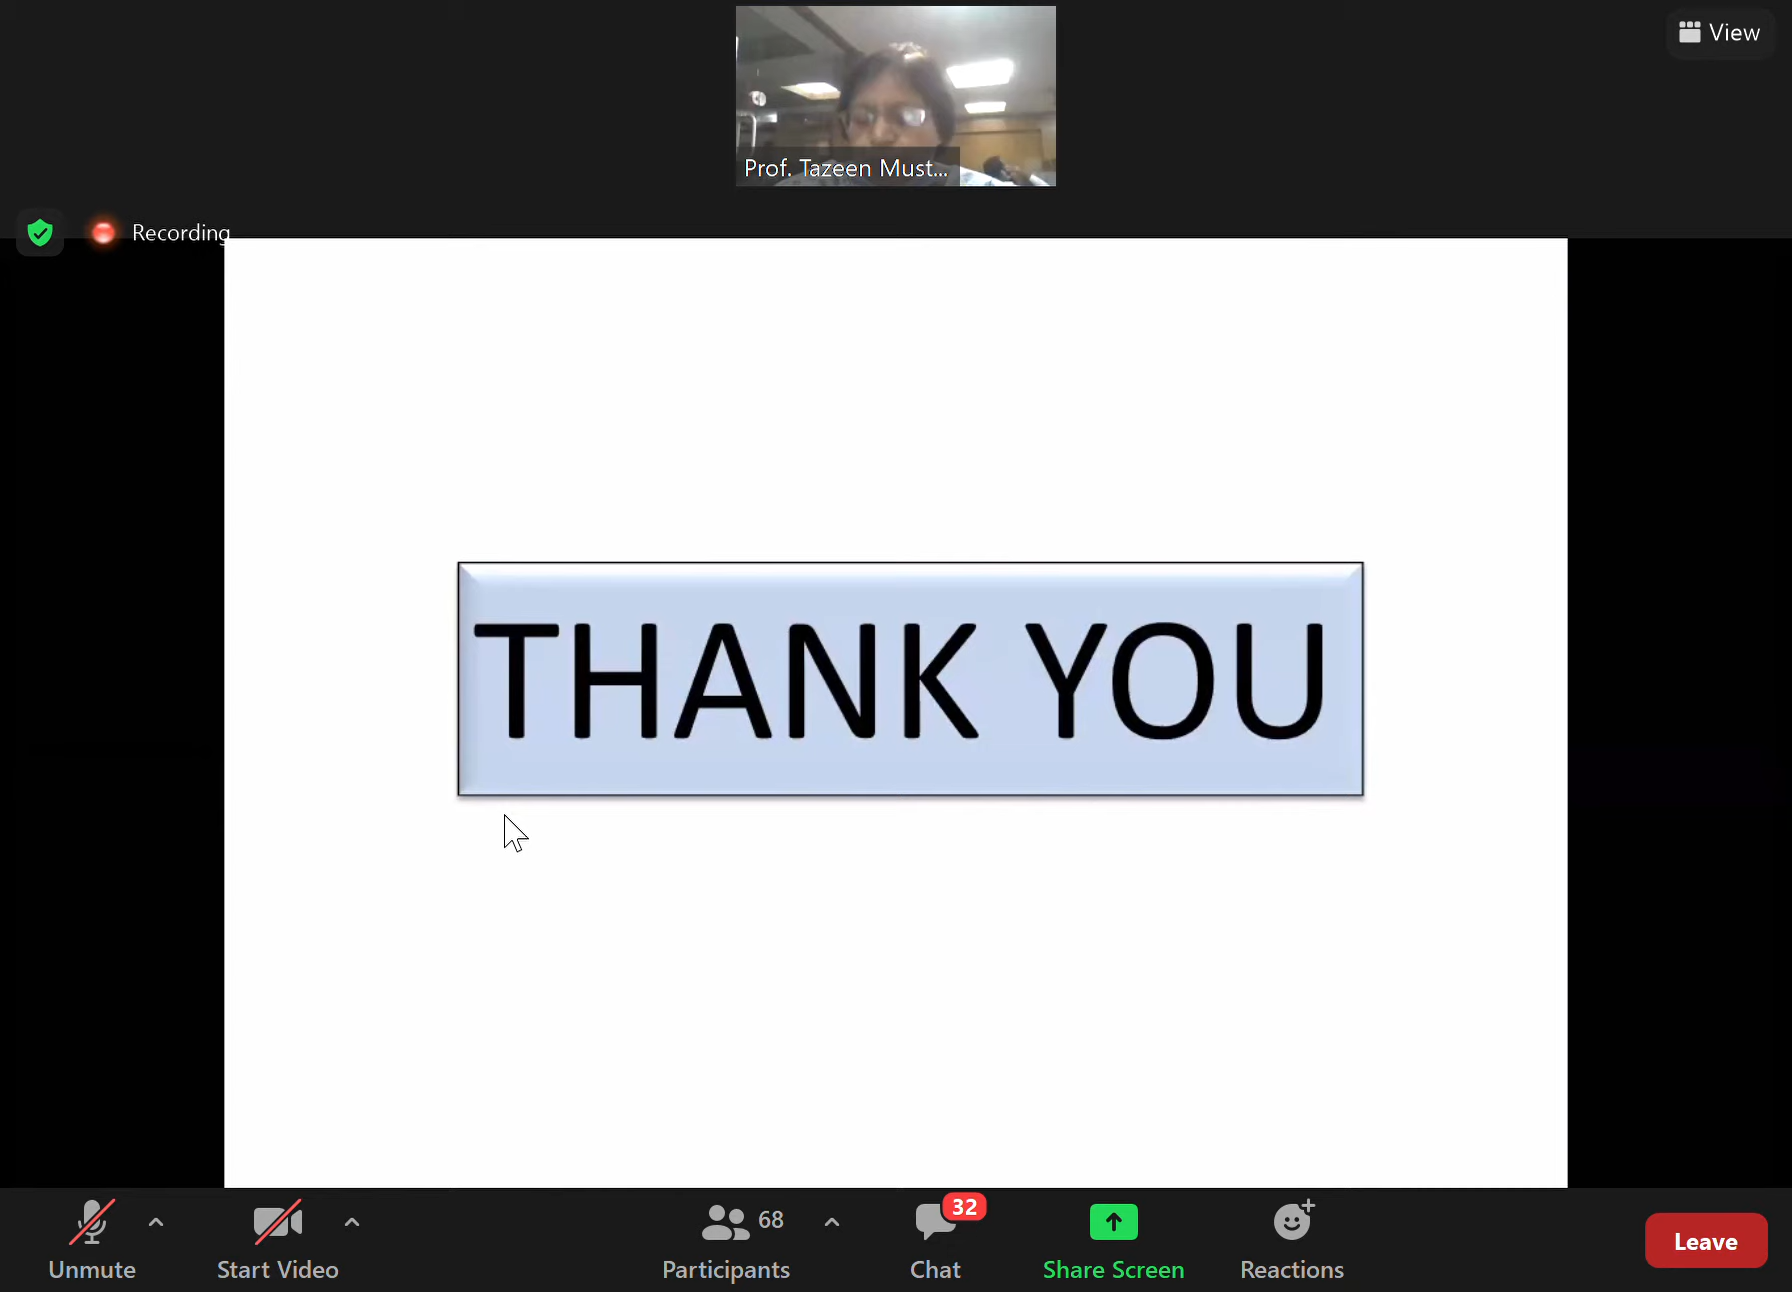 View
Prof. Tazeen Must...
Recording
THANK YOU
68
32
Unmute
Start Video
Participants
Chat
Share Screen
Reactions
Leave